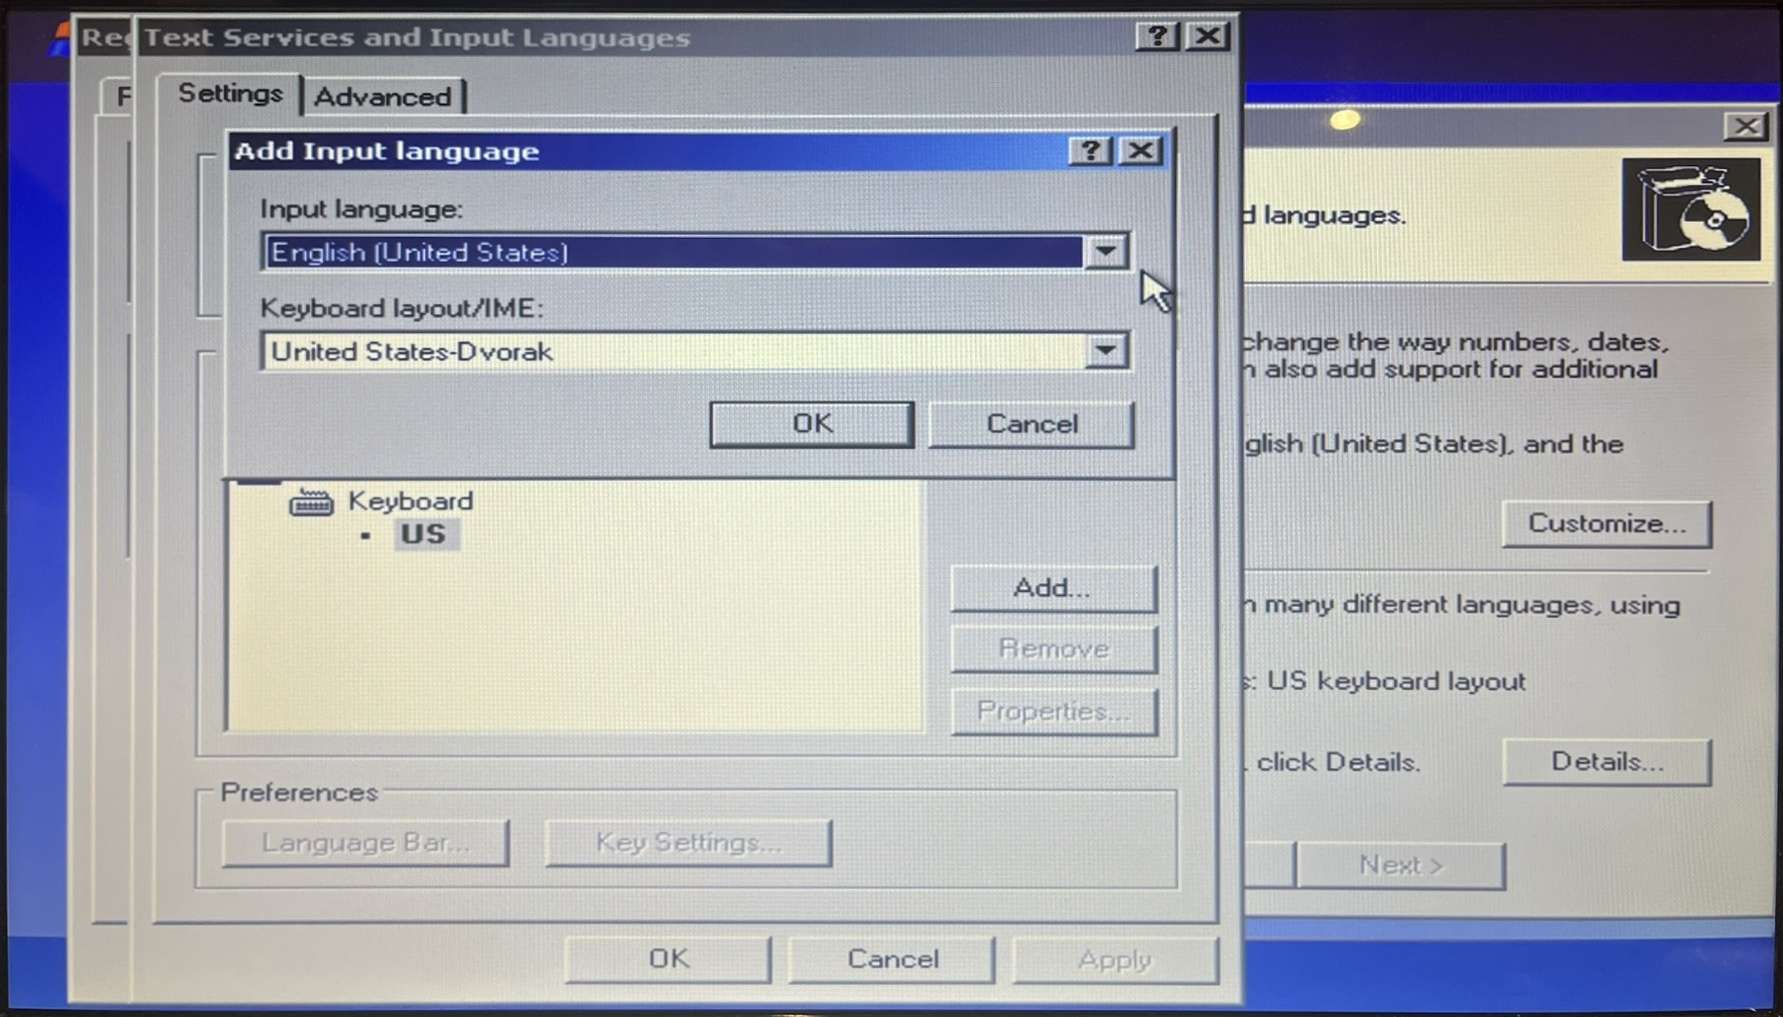 Text Services and Input Languages
Settings
Advanced
Add Input language
Input language:
English (United States)
Keyboard layout/IME:
United States-Dvorak
OK
Cancel
Keyboard
US
Add...
Remove
Properties...
Preferences
Language Bar...
Key Settings...
OK
Cancel
Apply
languages.
change the way numbers, dates,
also add support for additional
(United States), and the
Customize...
many different languages, using
: US keyboard layout
click Details.
Details...
Next >